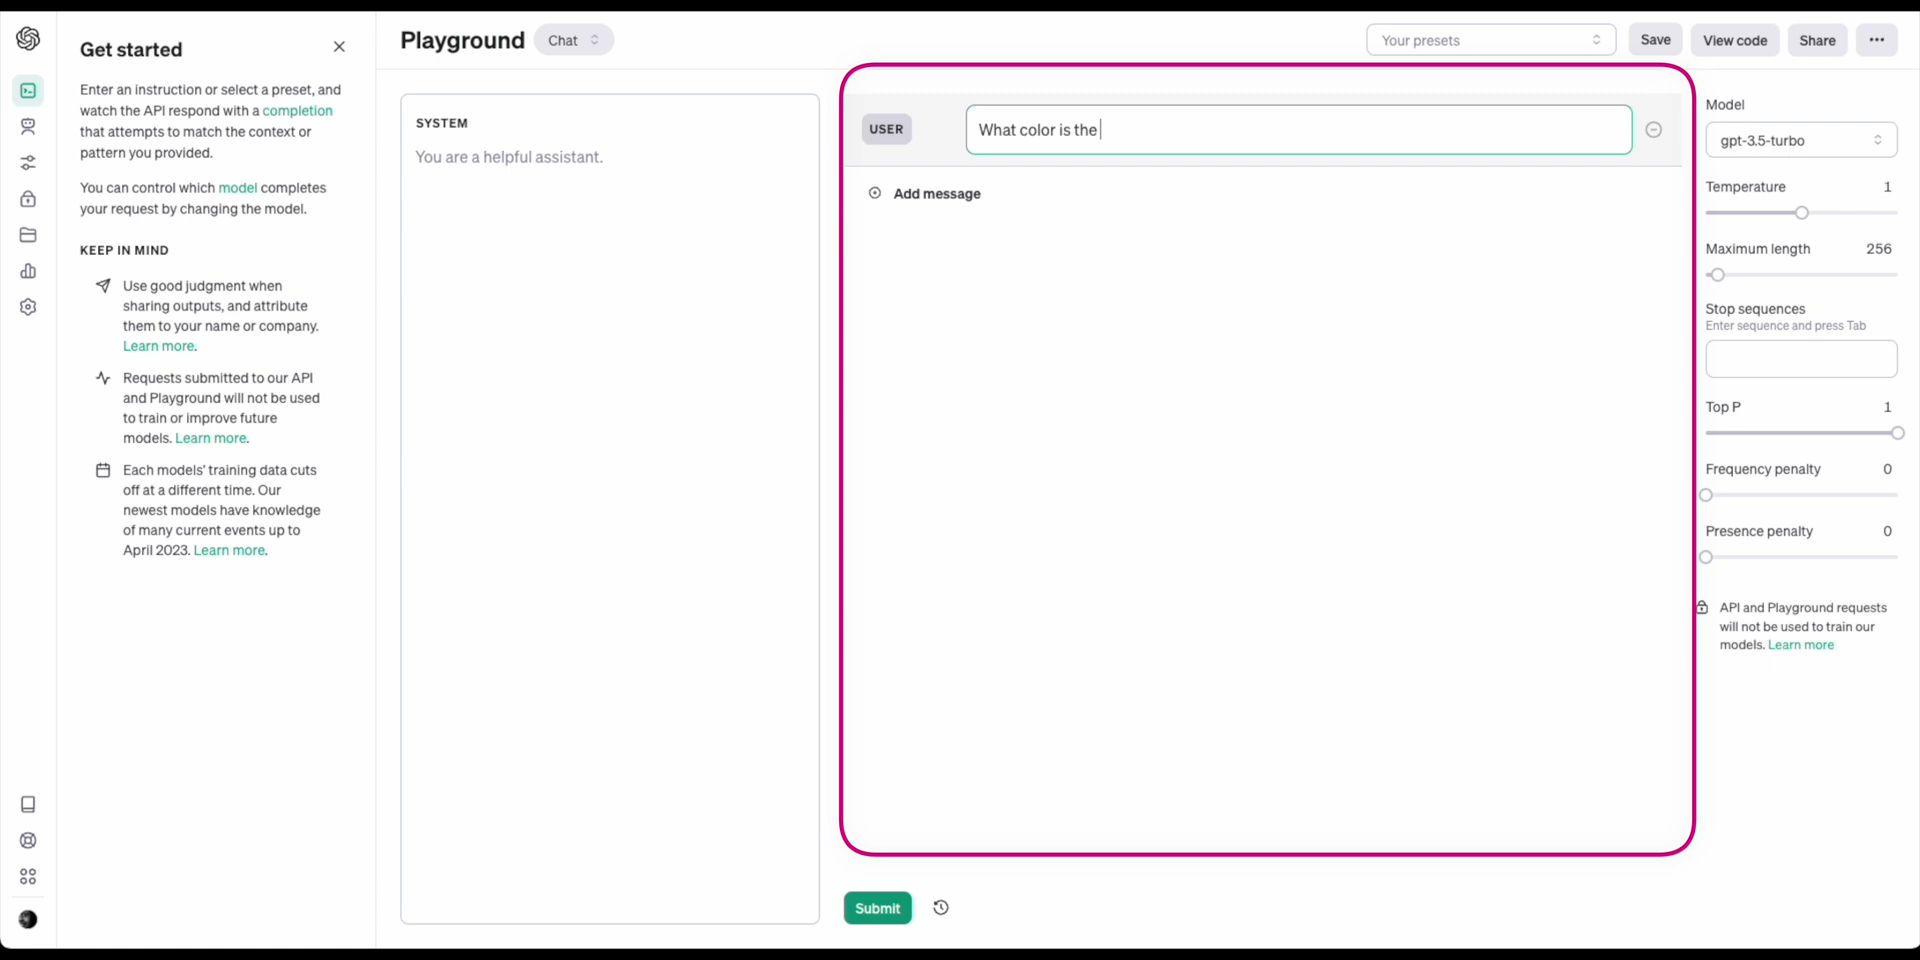 Get started
Enter an instruction or select a preset, and
watch the API respond with a completion
that attempts to match the context or
pattern you provided.
You can control which model completes
your request by changing the model.
KEEP IN MIND
Use good judgment when
sharing outputs, and attribute
them to your name or company.
Learn more.
Requests submitted to our API
and Playground will not be used
to train or improve future
models. Learn more.
Each models' training data cuts
off at a different time. Our
newest models have knowledge
of many current events up to
April 2023. Learn more.
Playground
Chat
Your presets
Save
View code
Share
SYSTEM
You are a helpful assistant.
USER
What color is the
Add message
Submit
Model
gpt-3.5-turbo
Temperature 1
Maximum length 256
Stop sequences
Enter sequence and press Tab
Top P 1
Frequency penalty 0
Presence penalty 0
API and Playground requests
will not be used to train our
models. Learn more